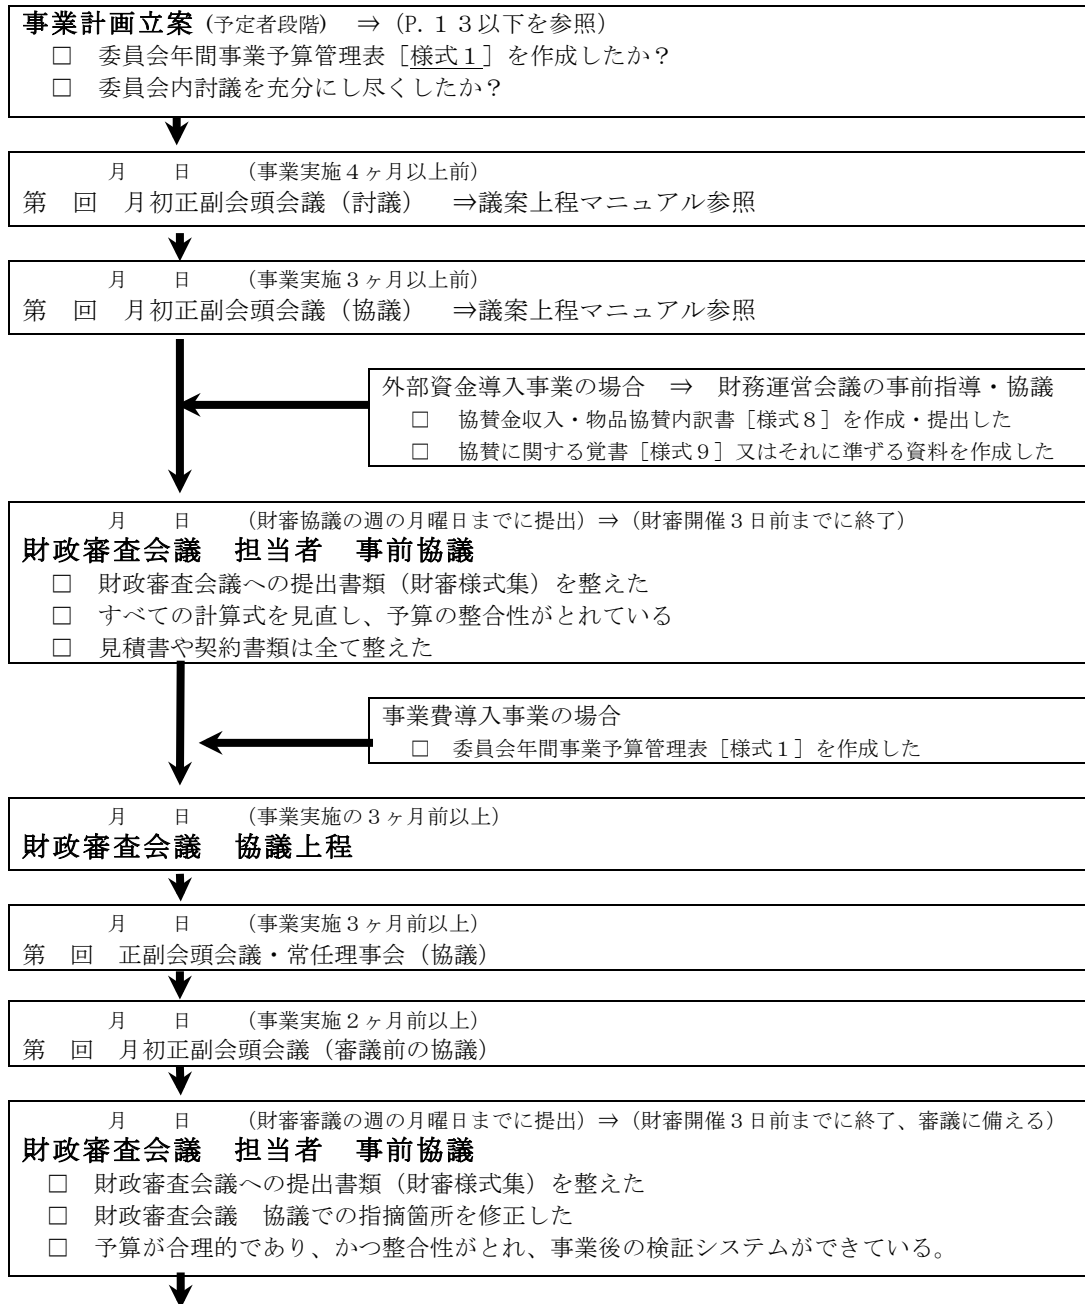 事業計画立案 (予定者段階) ⇒ (P. 13以下を参照)
□ 委員会年間事業予算管理表［様式１］を作成したか？
□ 委員会内討議を充分にし尽くしたか？
月　　日　　（事業実施４ヶ月以上前）
第　回　月初正副会頭会議（討議）　⇒議案上程マニュアル参照
月　　日　　（事業実施３ヶ月以上前）
第　回　月初正副会頭会議（協議）　⇒議案上程マニュアル参照
外部資金導入事業の場合　⇒　財務運営会議の事前指導・協議
□　協賛金収入・物品協賛内訳書［様式８］を作成・提出した
□　協賛に関する覚書［様式９］又はそれに準ずる資料を作成した
月　　日　　（財審協議の週の月曜日までに提出）⇒（財審開催３日前までに終了）
財政審査会議　担当者　事前協議
□　財政審査会議への提出書類（財審様式集）を整えた
□　すべての計算式を見直し、予算の整合性がとれている
□　見積書や契約書類は全て整えた
事業費導入事業の場合
□　委員会年間事業予算管理表［様式１］を作成した
月　　日　　（事業実施の３ヶ月前以上）
財政審査会議　協議上程
月　　日　　（事業実施３ヶ月前以上）
第　回　正副会頭会議・常任理事会（協議）
月　　日　　（事業実施２ヶ月前以上）
第　回　月初正副会頭会議（審議前の協議）
月　　日　　（財審審議の週の月曜日までに提出）⇒（財審開催３日前までに終了、審議に備える）
財政審査会議　担当者　事前協議
□　財政審査会議への提出書類（財審様式集）を整えた
□　財政審査会議　協議での指摘箇所を修正した
□　予算が合理的であり、かつ整合性がとれ、事業後の検証システムができている。